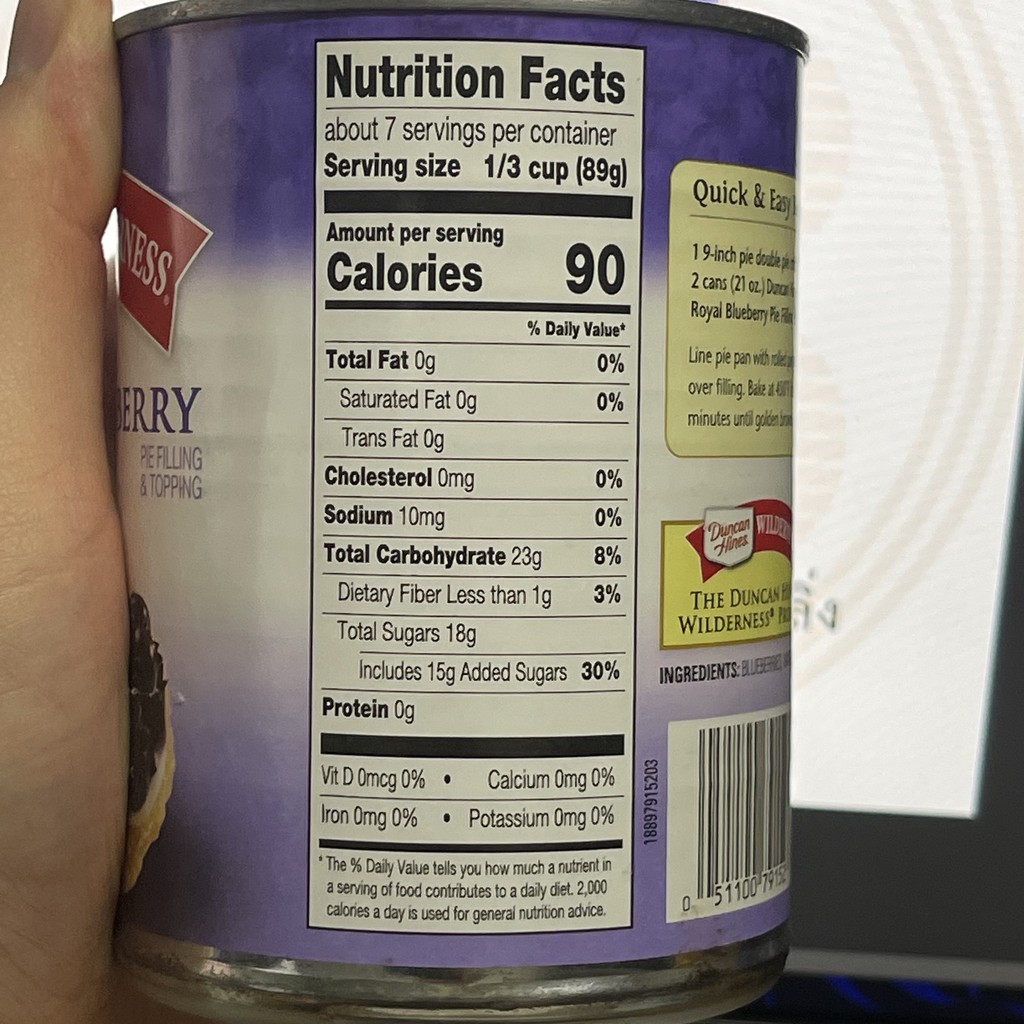 Nutrition Facts
about 7 servings per container
Serving size 1/3 cup (89g)
Amount per serving
Calories 90
% Daily Value*
Total Fat 0g 0%
Saturated Fat 0g 0%
Trans Fat 0g
Cholesterol 0mg 0%
Sodium 10mg 0%
Total Carbohydrate 23g 8%
Dietary Fiber Less than 1g 3%
Total Sugars 18g
Includes 15g Added Sugars 30%
Protein 0g
Vit D 0mcg 0% • Calcium 0mg 0%
Iron 0mg 0% • Potassium 0mg 0%
* The % Daily Value tells you how much a nutrient in
a serving of food contributes to a daily diet. 2,000
calories a day is used for general nutrition advice.
NESS®
BERRY
PIE FILLING
& TOPPING
Quick & Easy
1 9-inch pie double pie
2 cans (21 oz.) Duncan
Royal Blueberry Pie Filling
Line pie pan with rolled
over filling. Bake at
minutes until golden
Duncan
Hines.
THE DUNCAN
WILDERNESS®
INGREDIENTS:
18897915203
0 51100 7915